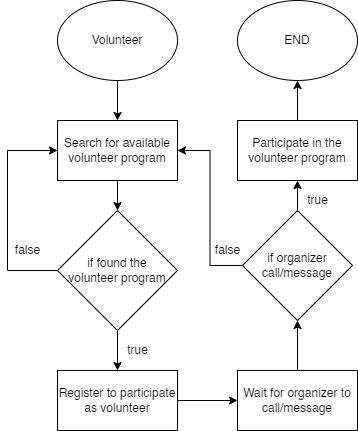 Volunteer
Search for available
volunteer program
false
if found the
volunteer program
true
Register to participate
as volunteer
Wait for organizer to
call/message
if organizer
call/message
false
true
Participate in the
volunteer program
END